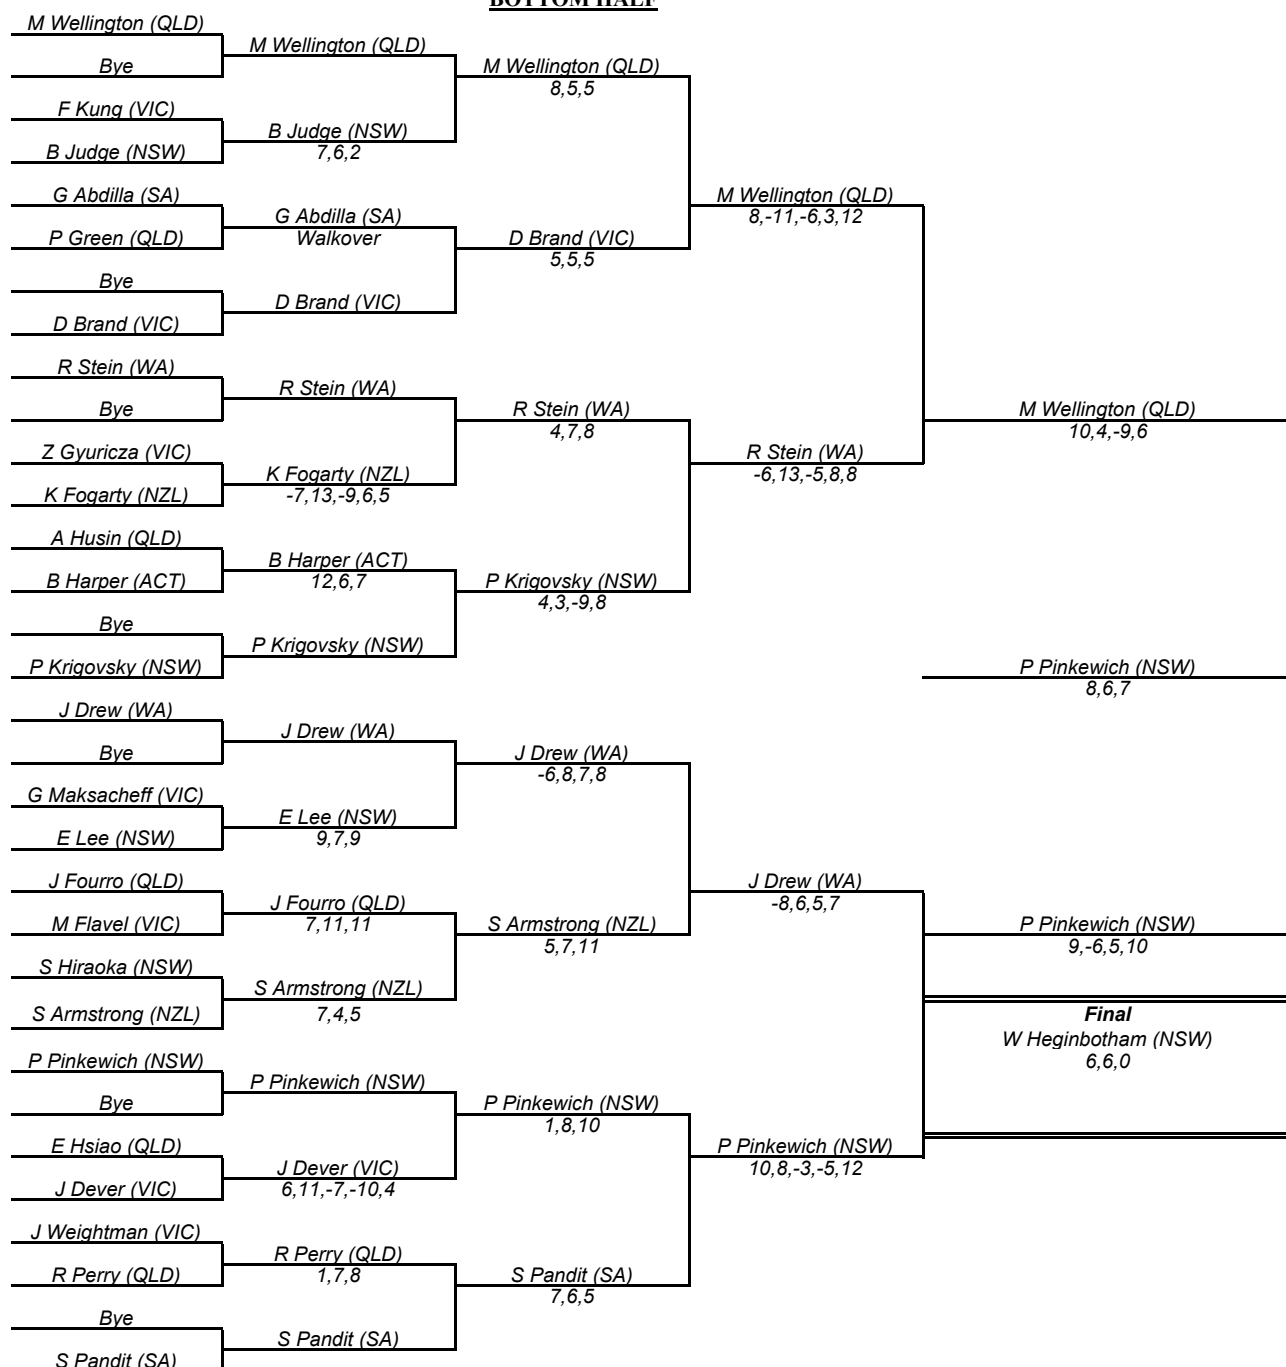 BOTTOM HALF
M Wellington (QLD)
Bye
F Kung (VIC)
B Judge (NSW)
G Abdilla (SA)
P Green (QLD)
Bye
D Brand (VIC)
R Stein (WA)
Bye
Z Gyuricza (VIC)
K Fogarty (NZL)
A Husin (QLD)
B Harper (ACT)
Bye
P Krigovsky (NSW)
J Drew (WA)
Bye
G Maksacheff (VIC)
E Lee (NSW)
J Fourro (QLD)
M Flavel (VIC)
S Hiraoka (NSW)
S Armstrong (NZL)
P Pinkewich (NSW)
Bye
E Hsiao (QLD)
J Dever (VIC)
J Weightman (VIC)
R Perry (QLD)
Bye
S Pandit (SA)
M Wellington (QLD)
B Judge (NSW)
7,6,2
G Abdilla (SA)
Walkover
D Brand (VIC)
R Stein (WA)
K Fogarty (NZL)
-7,13,-9,6,5
B Harper (ACT)
12,6,7
P Krigovsky (NSW)
J Drew (WA)
E Lee (NSW)
9,7,9
J Fourro (QLD)
7,11,11
S Armstrong (NZL)
7,4,5
P Pinkewich (NSW)
J Dever (VIC)
6,11,-7,-10,4
R Perry (QLD)
1,7,8
S Pandit (SA)
M Wellington (QLD)
8,5,5
D Brand (VIC)
5,5,5
R Stein (WA)
4,7,8
P Krigovsky (NSW)
4,3,-9,8
J Drew (WA)
-6,8,7,8
S Armstrong (NZL)
5,7,11
P Pinkewich (NSW)
1,8,10
S Pandit (SA)
7,6,5
M Wellington (QLD)
8,-11,-6,3,12
R Stein (WA)
-6,13,-5,8,8
J Drew (WA)
-8,6,5,7
P Pinkewich (NSW)
10,8,-3,-5,12
M Wellington (QLD)
10,4,-9,6
P Pinkewich (NSW)
8,6,7
P Pinkewich (NSW)
9,-6,5,10
Final
W Heginbotham (NSW)
6,6,0